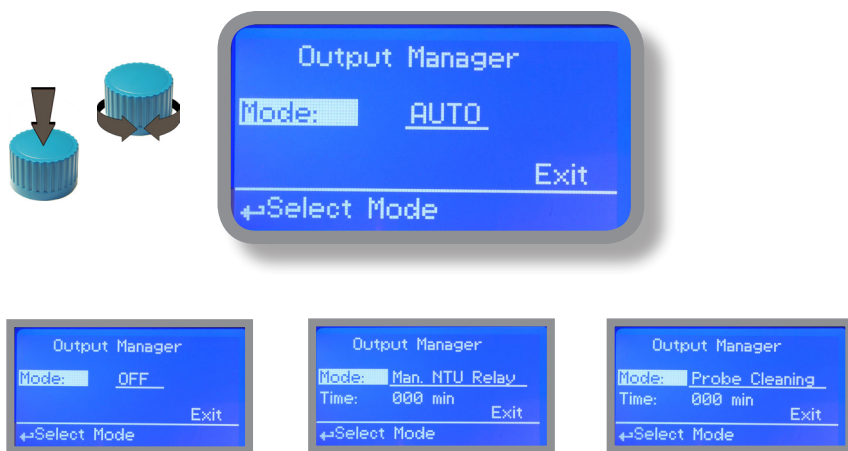 Output Manager
Mode: AUTO
Exit
↵Select Mode
Output Manager
Mode: OFF
Exit
↵Select Mode
Output Manager
Mode: Man. NTU Relay
Time: 000 min
Exit
↵Select Mode
Output Manager
Mode: Probe Cleaning
Time: 000 min
Exit
↵Select Mode